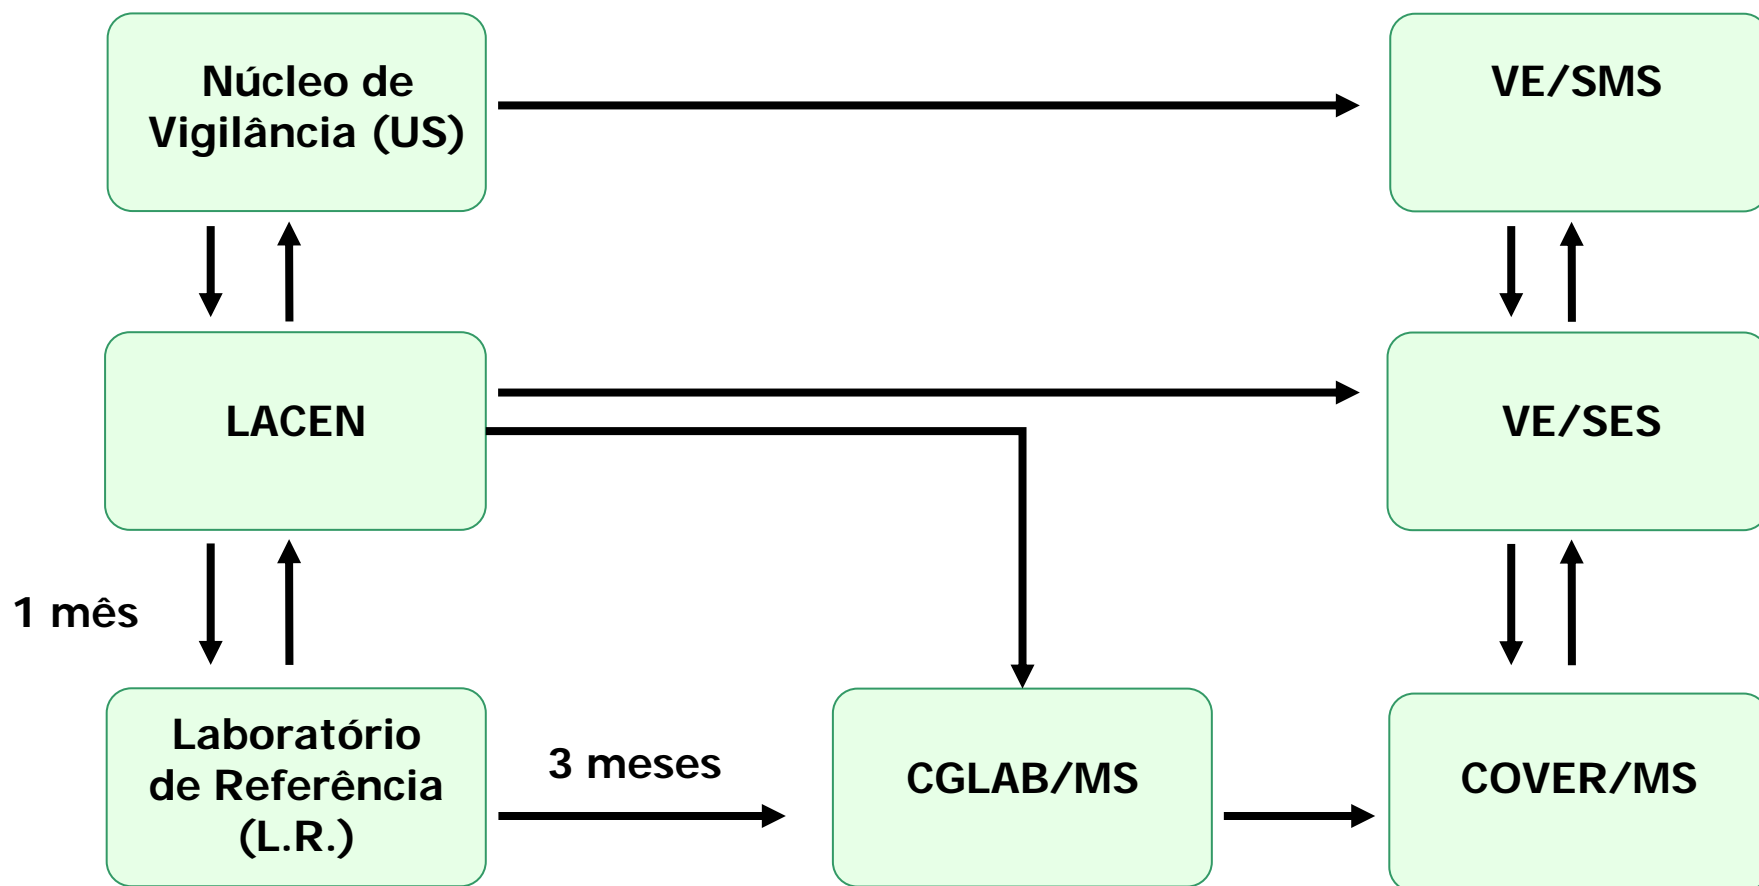 Núcleo de
Vigilância (US)
VE/SMS
LACEN
VE/SES
1 mês
Laboratório
de Referência
(L.R.)
3 meses
CGLAB/MS
COVER/MS